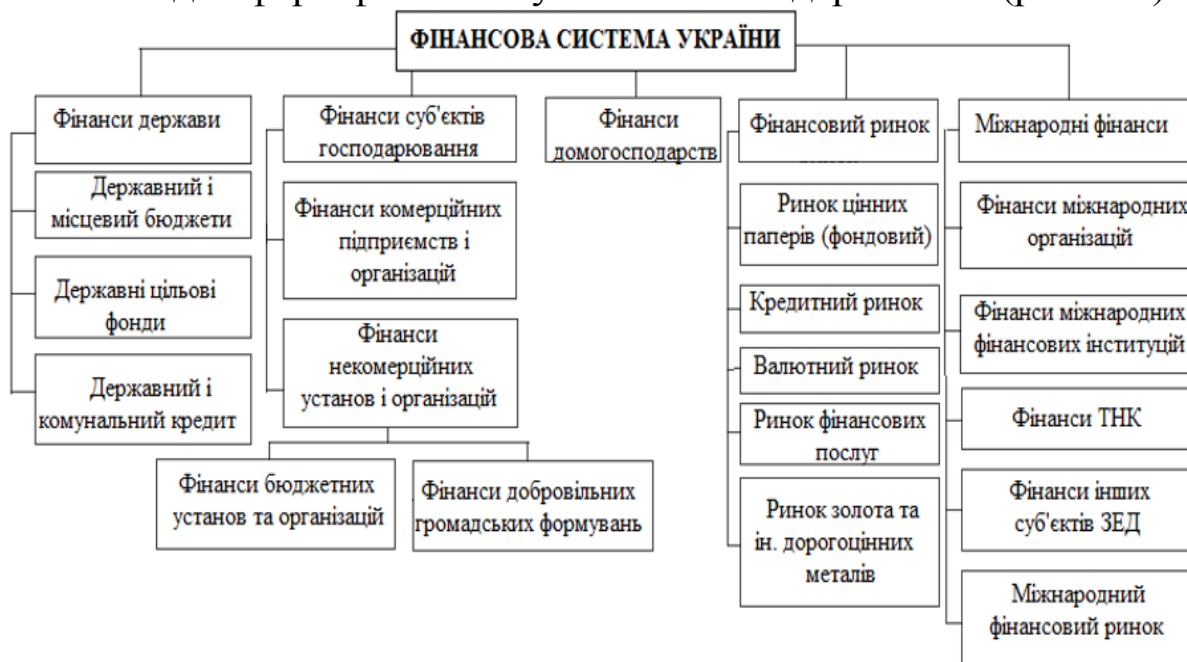 ФІНАНСОВА СИСТЕМА УКРАЇНИ
Фінанси держави
Державний і
місцевий бюджети
Державні цільові
фонди
Державний і
комунальний кредит
Фінанси суб'єктів
господарювання
Фінанси комерційних
підприємств і
організацій
Фінанси
некомерційних
установ і організацій
Фінанси бюджетних
установ та організацій
Фінанси добровільних
громадських формувань
Фінанси
домогосподарств
Фінансовий ринок
Ринок цінних
паперів (фондовий)
Кредитний ринок
Валютний ринок
Ринок фінансових
послуг
Ринок золота та
ін. дорогоцінних
металів
Міжнародні фінанси
Фінанси міжнародних
організацій
Фінанси міжнародних
фінансових інституцій
Фінанси ТНК
Фінанси інших
суб'єктів ЗЕД
Міжнародний
фінансовий ринок